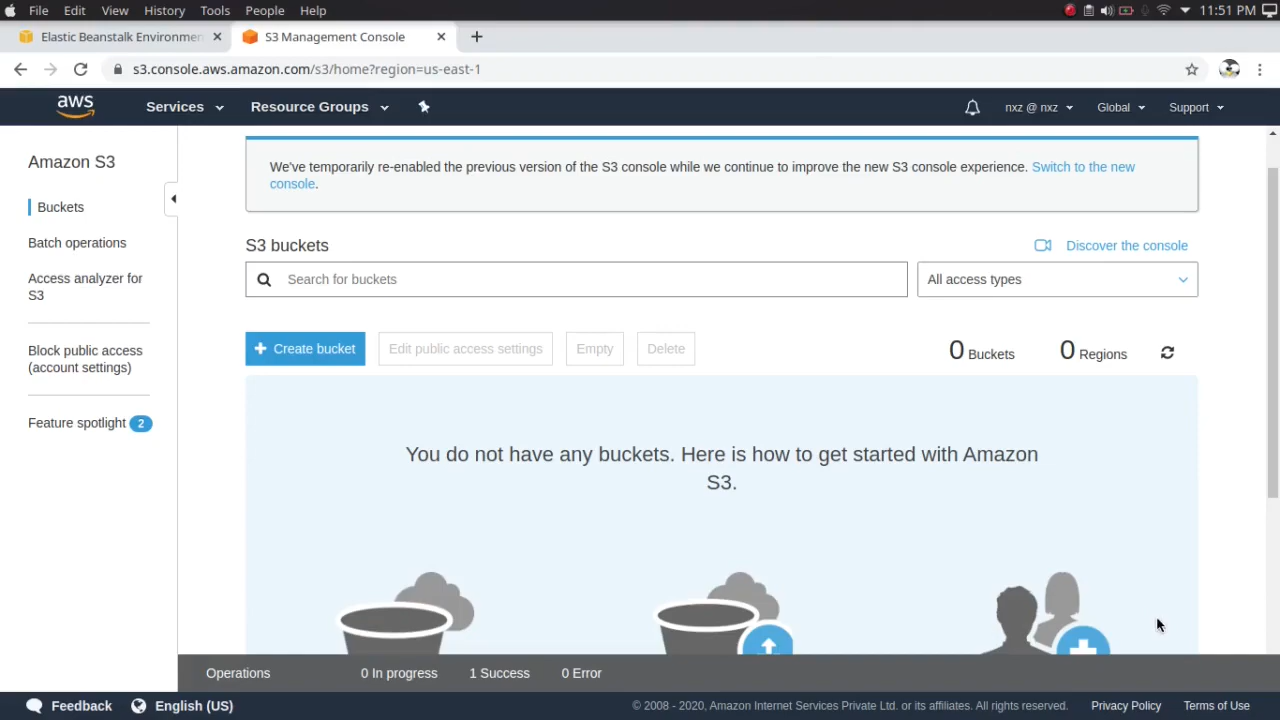 File Edit View History Tools People Help 11:51 PM
Elastic Beanstalk Environmen
S3 Management Console
s3.console.aws.amazon.com/s3/home?region=us-east-1
aws Services Resource Groups nxz @ nxz Global Support
Amazon S3
Buckets
Batch operations
Access analyzer for
S3
Block public access
(account settings)
Feature spotlight 2
We've temporarily re-enabled the previous version of the S3 console while we continue to improve the new S3 console experience. Switch to the new
console.
S3 buckets
Discover the console
Search for buckets
All access types
Create bucket
Edit public access settings
Empty
Delete
0 Buckets
0 Regions
You do not have any buckets. Here is how to get started with Amazon
S3.
Operations 0 In progress 1 Success 0 Error
Feedback English (US) © 2008 - 2020, Amazon Internet Services Private Ltd. or its affiliates. All rights reserved. Privacy Policy Terms of Use